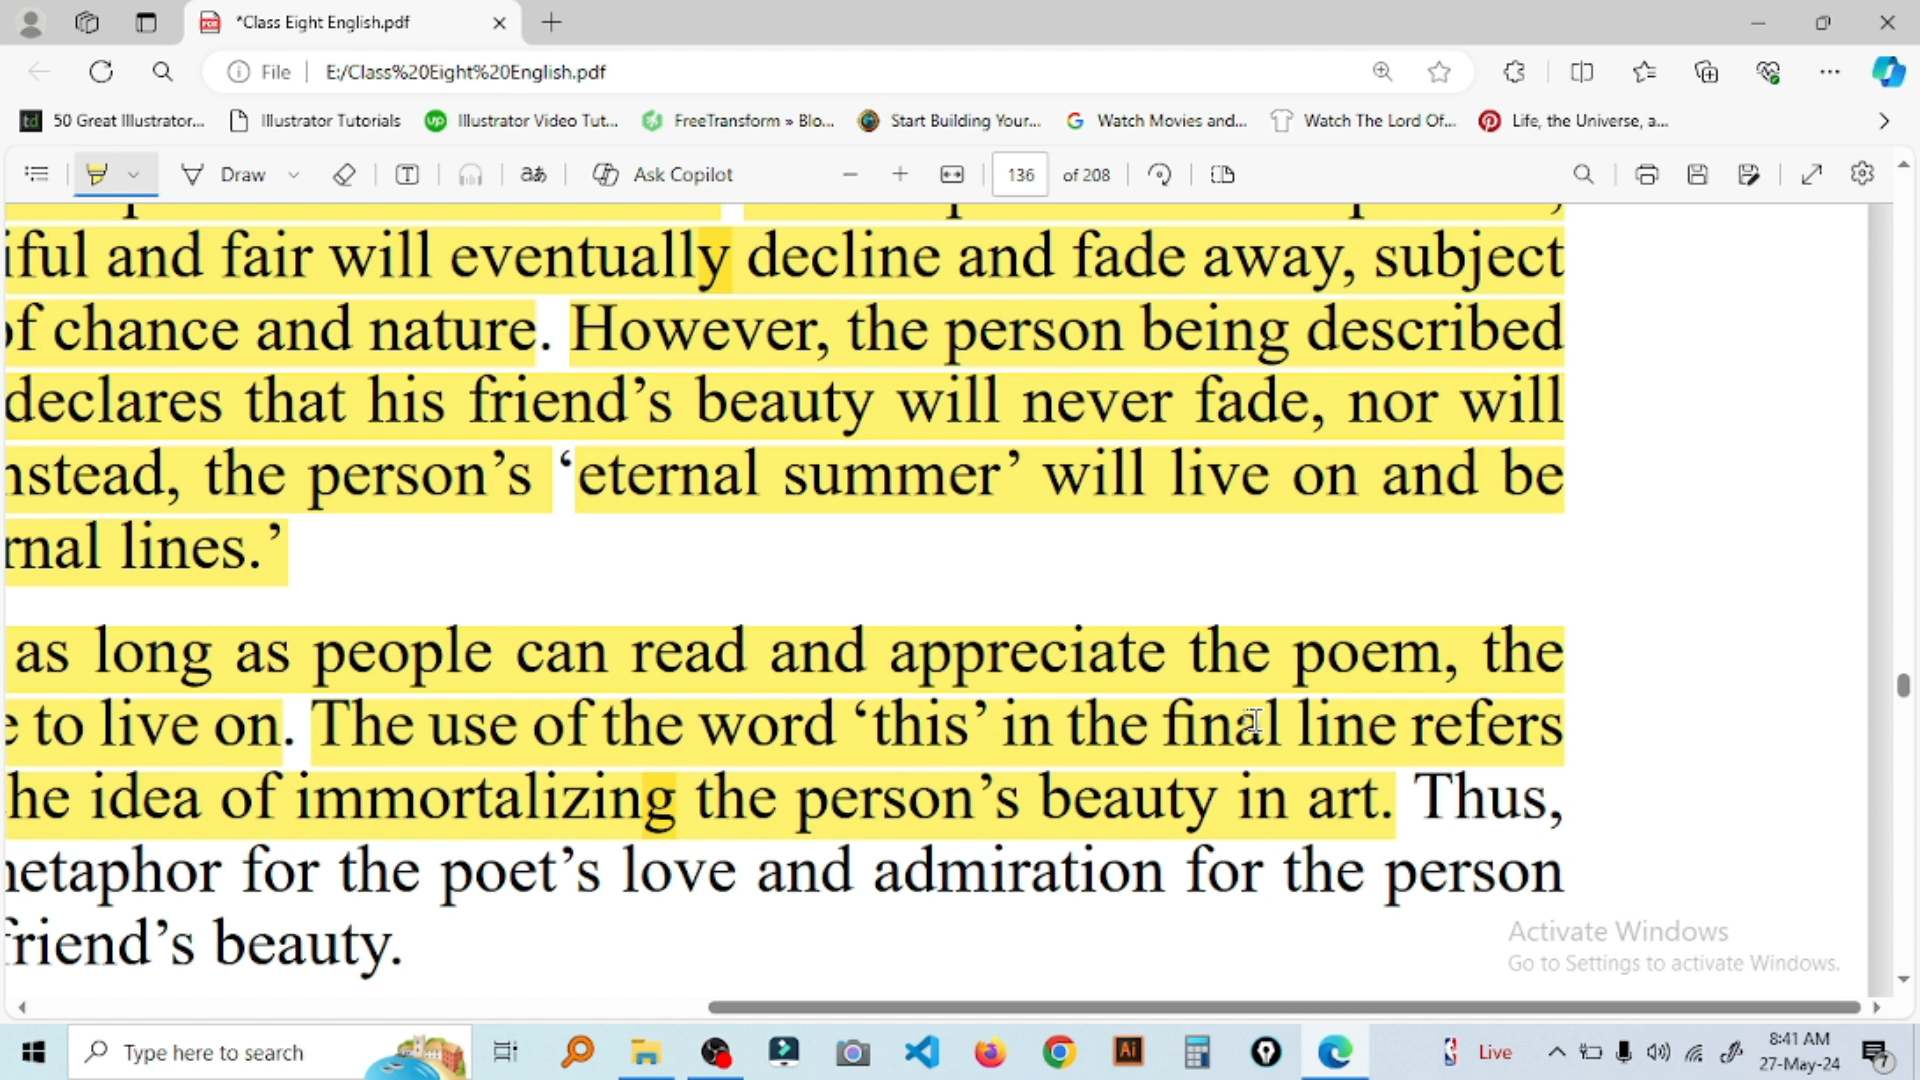 *Class Eight English.pdf
File E:/Class%20Eight%20English.pdf
td 50 Great Illustrator... Illustrator Tutorials up Illustrator Video Tut... FreeTransform » Blo... Start Building Your... G Watch Movies and... Watch The Lord Of... Life, the Universe, a...
Draw T aあ Ask Copilot 136 of 208
iful and fair will eventually decline and fade away, subject
of chance and nature. However, the person being described
declares that his friend’s beauty will never fade, nor will
nstead, the person’s ‘eternal summer’ will live on and be
rnal lines.’
as long as people can read and appreciate the poem, the
e to live on. The use of the word ‘this’ in the final line refers
he idea of immortalizing the person’s beauty in art. Thus,
netaphor for the poet’s love and admiration for the person
friend’s beauty.
Activate Windows
Go to Settings to activate Windows.
Type here to search Ai Live 8:41 AM
27-May-24 7